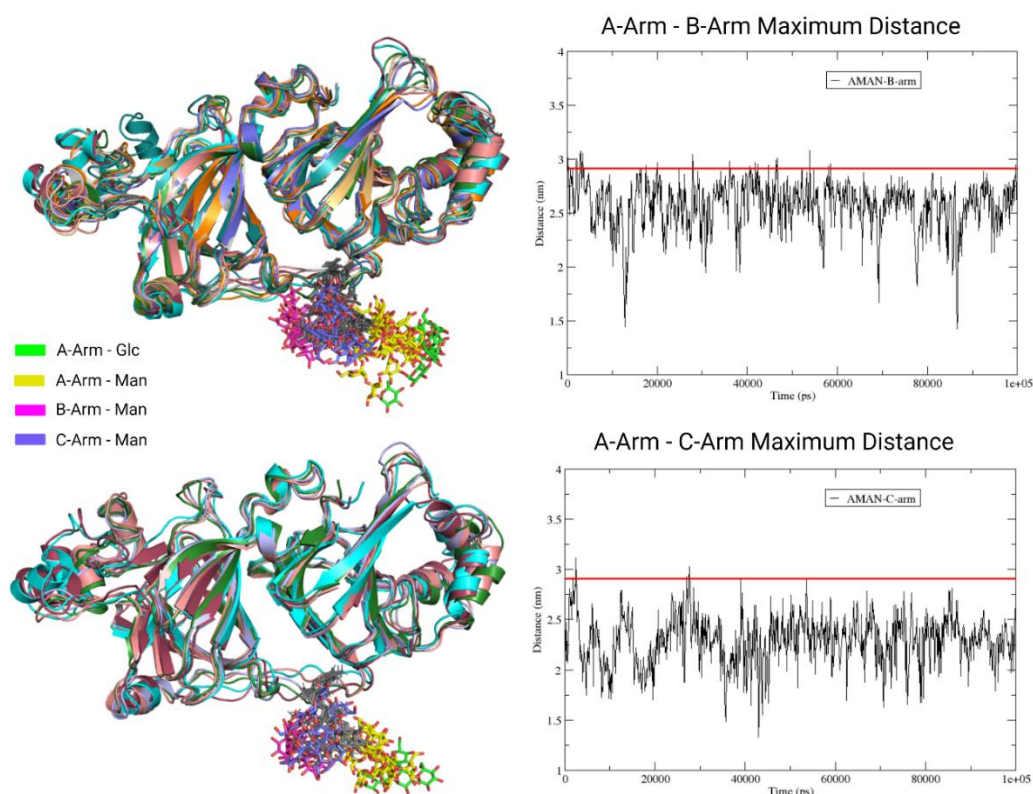 A-Arm - B-Arm Maximum Distance
AMAN-B-arm
4
3.5
3
2.5
2
1.5
1
Distance (nm)
0
20000
40000
60000
80000
1e+05
Time (ps)
A-Arm - Glc
A-Arm - Man
B-Arm - Man
C-Arm - Man
A-Arm - C-Arm Maximum Distance
AMAN-C-arm
4
3.5
3
2.5
2
1.5
1
Distance (nm)
0
20000
40000
60000
80000
1e+05
Time (ps)